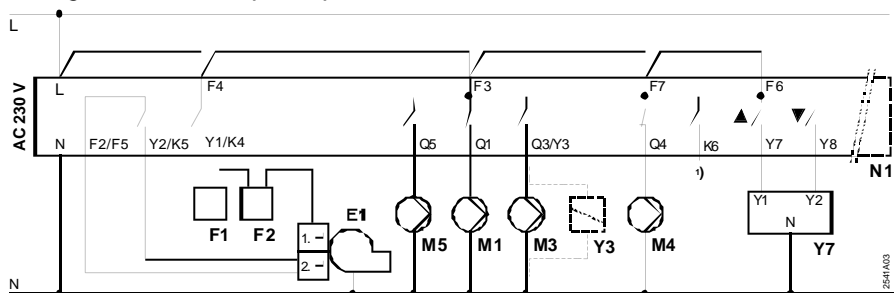 L
AC 230 V
L F4 F3 F7 F6
N F2/F5 Y2/K5 Y1/K4 Q5 Q1 Q3/Y3 Q4 K6 Y7 Y8
1)
N1
F1 F2 E1 M5 M1 M3 Y3 M4
1.
2.
Y1 Y2
N
Y7
N
2541A03